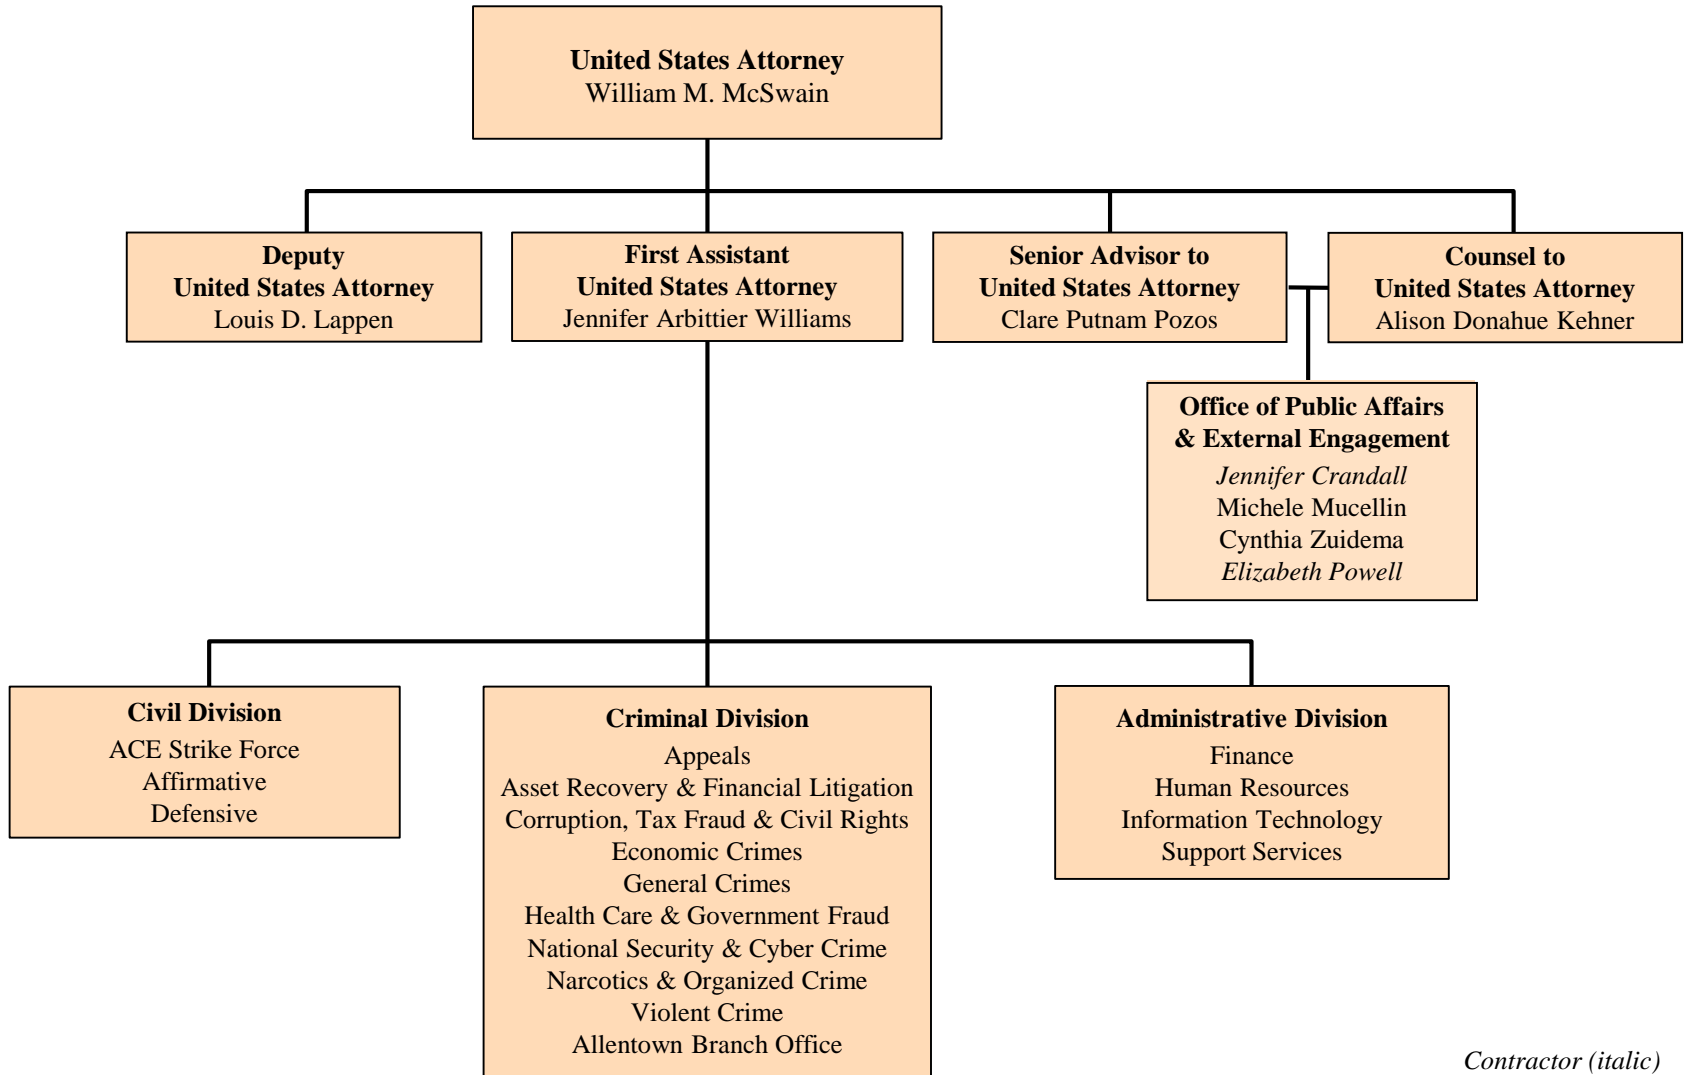 United States Attorney
William M. McSwain
Deputy
United States Attorney
Louis D. Lappen
First Assistant
United States Attorney
Jennifer Arbittier Williams
Senior Advisor to
United States Attorney
Clare Putnam Pozos
Counsel to
United States Attorney
Alison Donahue Kehner
Office of Public Affairs
& External Engagement
Jennifer Crandall
Michele Mucellin
Cynthia Zuidema
Elizabeth Powell
Civil Division
ACE Strike Force
Affirmative
Defensive
Criminal Division
Appeals
Asset Recovery & Financial Litigation
Corruption, Tax Fraud & Civil Rights
Economic Crimes
General Crimes
Health Care & Government Fraud
National Security & Cyber Crime
Narcotics & Organized Crime
Violent Crime
Allentown Branch Office
Administrative Division
Finance
Human Resources
Information Technology
Support Services
Contractor (italic)